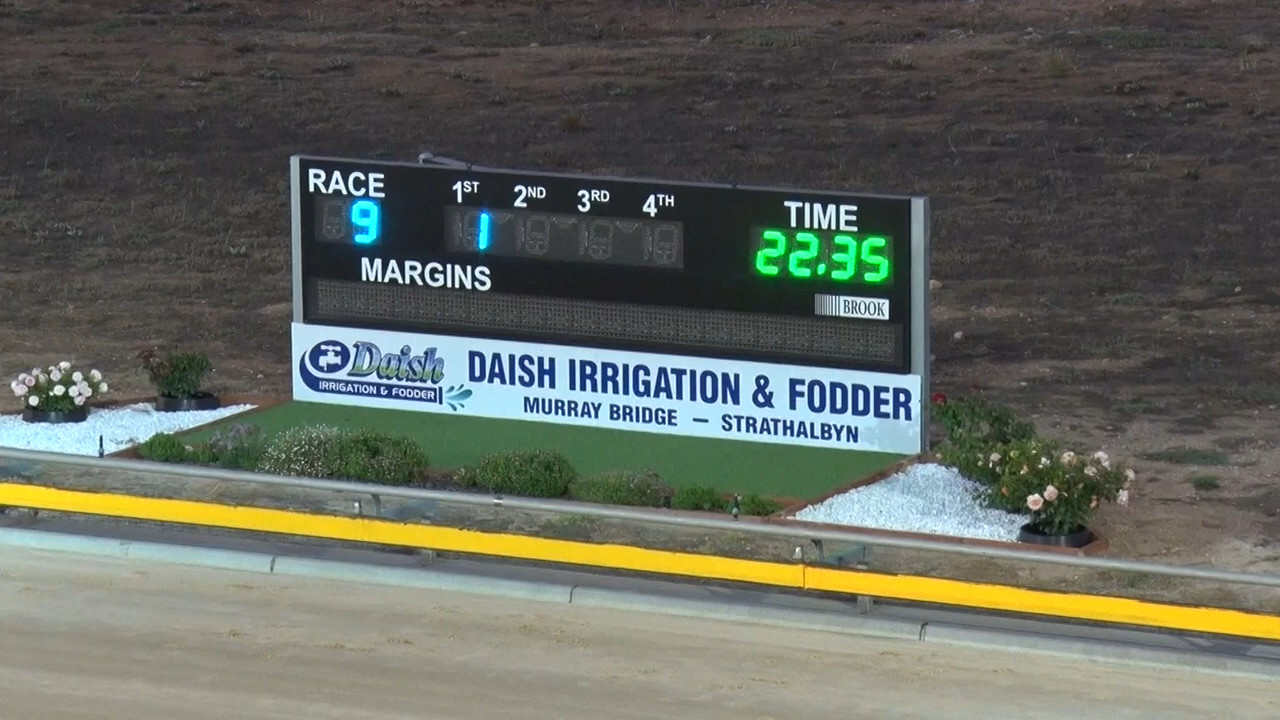 RACE 1ST 2ND 3RD 4TH TIME
9 1 22.35
MARGINS
BROOK
Daish
IRRIGATION & FODDER
DAISH IRRIGATION & FODDER
MURRAY BRIDGE — STRATHALBYN